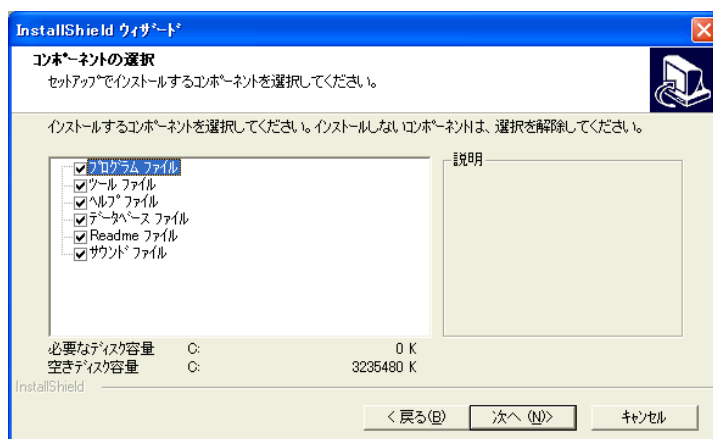 InstallShield ウィザード
コンポーネントの選択
セットアップでインストールするコンポーネントを選択してください。
インストールするコンポーネントを選択してください。インストールしないコンポーネントは、選択を解除してください。
プログラム ファイル
ツール ファイル
ヘルプ ファイル
データベース ファイル
Readme ファイル
サウンド ファイル
説明
必要なディスク容量 C: 0 K
空きディスク容量 C: 3235480 K
InstallShield
< 戻る(B) 次へ (N)> キャンセル